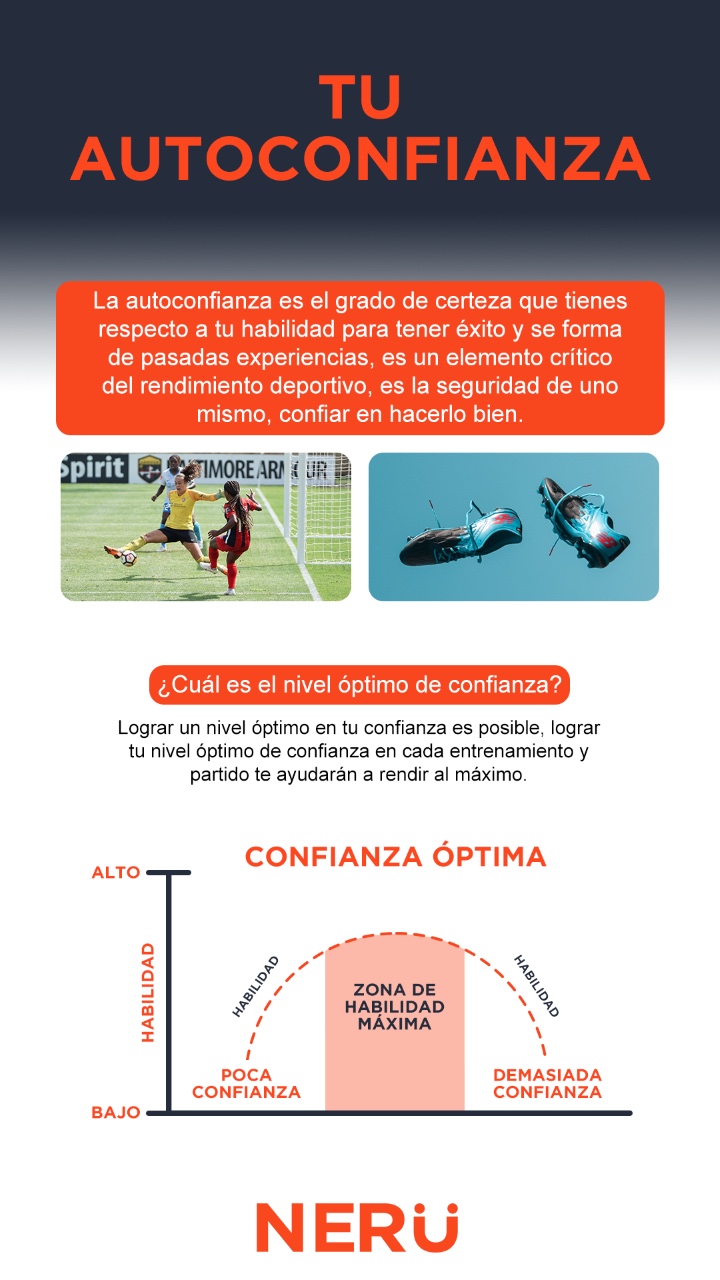 TU
AUTOCONFIANZA
La autoconfianza es el grado de certeza que tienes
respecto a tu habilidad para tener éxito y se forma
de pasadas experiencias, es un elemento crítico
del rendimiento deportivo, es la seguridad de uno
mismo, confiar en hacerlo bien.
Spirit
¿Cuál es el nivel óptimo de confianza?
Lograr un nivel óptimo en tu confianza es posible, lograr
tu nivel óptimo de confianza en cada entrenamiento y
partido te ayudarán a rendir al máximo.
CONFIANZA ÓPTIMA
ALTO
HABILIDAD
BAJO
HABILIDAD
ZONA DE
HABILIDAD
MÁXIMA
HABILIDAD
POCA
CONFIANZA
DEMASIADA
CONFIANZA
NERÜ